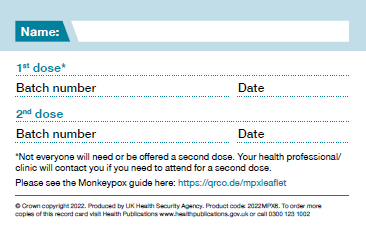 Name:
1st dose*
Batch number Date
2nd dose
Batch number Date
*Not everyone will need or be offered a second dose. Your health professional/
clinic will contact you if you need to attend for a second dose.
Please see the Monkeypox guide here: https://qrco.de/mpxleaflet
© Crown copyright 2022. Produced by UK Health Security Agency. Product code: 2022MPX6. To order more
copies of this record card visit Health Publications www.healthpublications.gov.uk or call 0300 123 1002